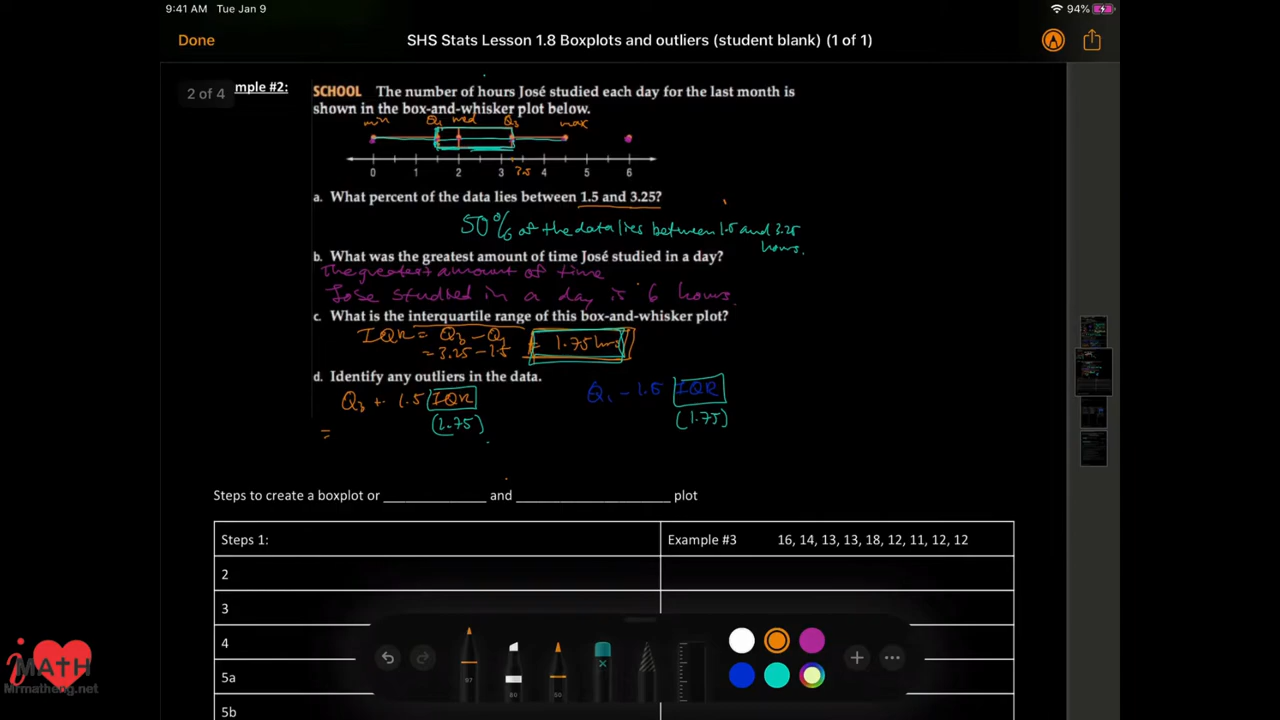 9:41 AM Tue Jan 9
94%
Done
SHS Stats Lesson 1.8 Boxplots and outliers (student blank) (1 of 1)
2 of 4
mple #2:
SCHOOL The number of hours José studied each day for the last month is
shown in the box-and-whisker plot below.
min Q1 med Q3 max
0 1 2 3 3.25 4 5 6
a. What percent of the data lies between 1.5 and 3.25?
50% of the data lies between 1.5 and 3.25
hours.
b. What was the greatest amount of time José studied in a day?
The greatest amount of time
Jose studied in a day is 6 hours.
c. What is the interquartile range of this box-and-whisker plot?
IQR = Q3 - Q1
= 3.25 - 1.5 = 1.75 hrs
d. Identify any outliers in the data.
Q3 + 1.5 IQR Q1 - 1.5 IQR
(1.75) (1.75)
=
Steps to create a boxplot or ______________ and _____________________ plot
Steps 1: Example #3 16, 14, 13, 13, 18, 12, 11, 12, 12
2
3
4
5a
5b
97 80 50
i MATH
Mrmatheng.net